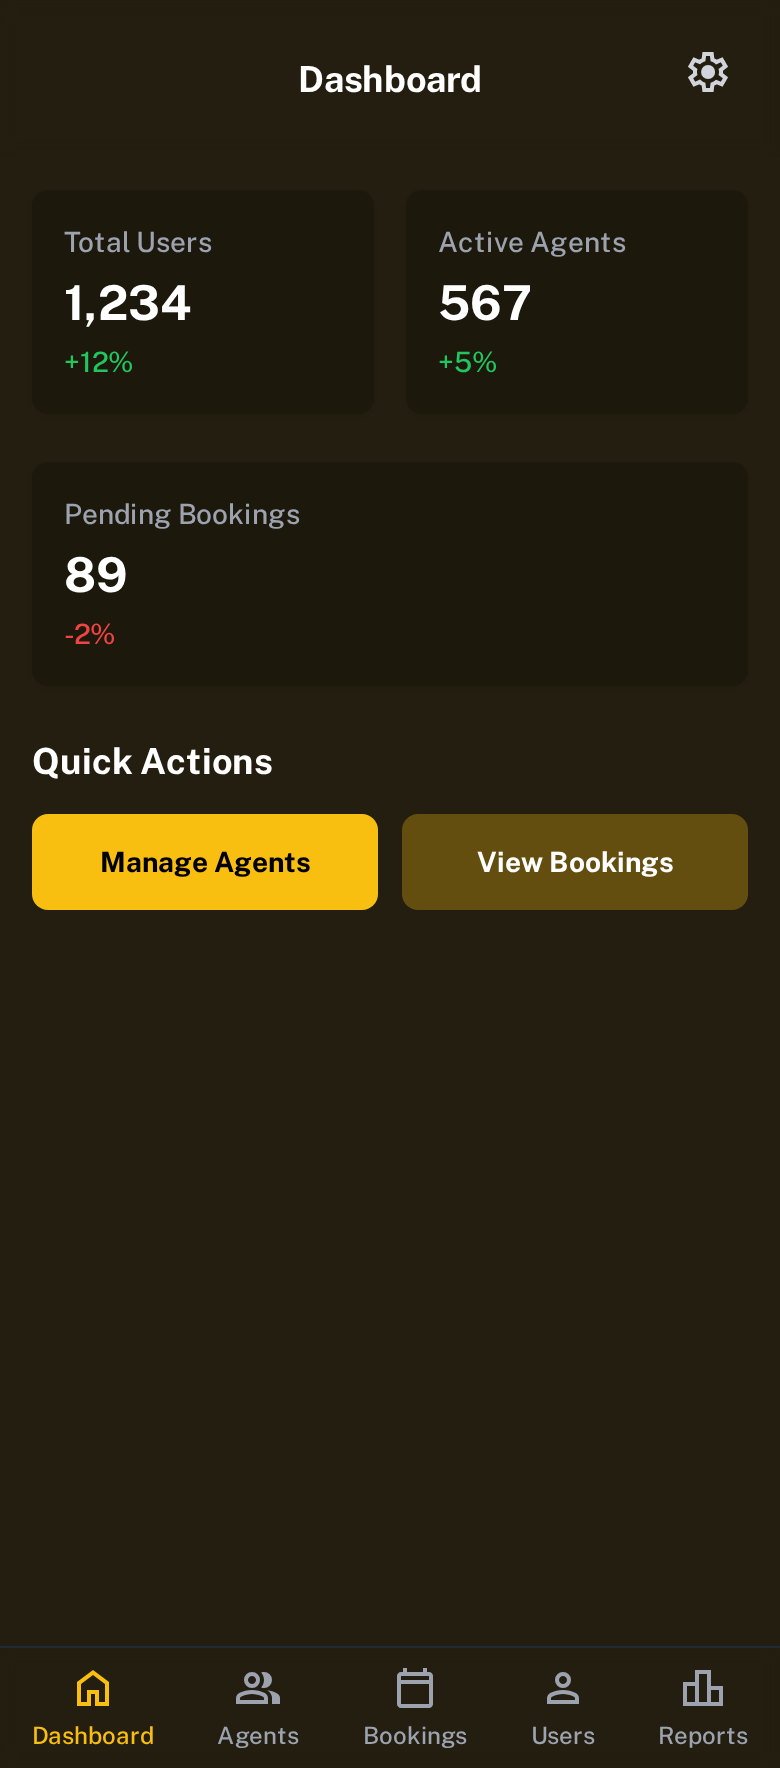 Dashboard
Total Users
1,234
+12%
Active Agents
567
+5%
Pending Bookings
89
-2%
Quick Actions
Manage Agents
View Bookings
Dashboard
Agents
Bookings
Users
Reports